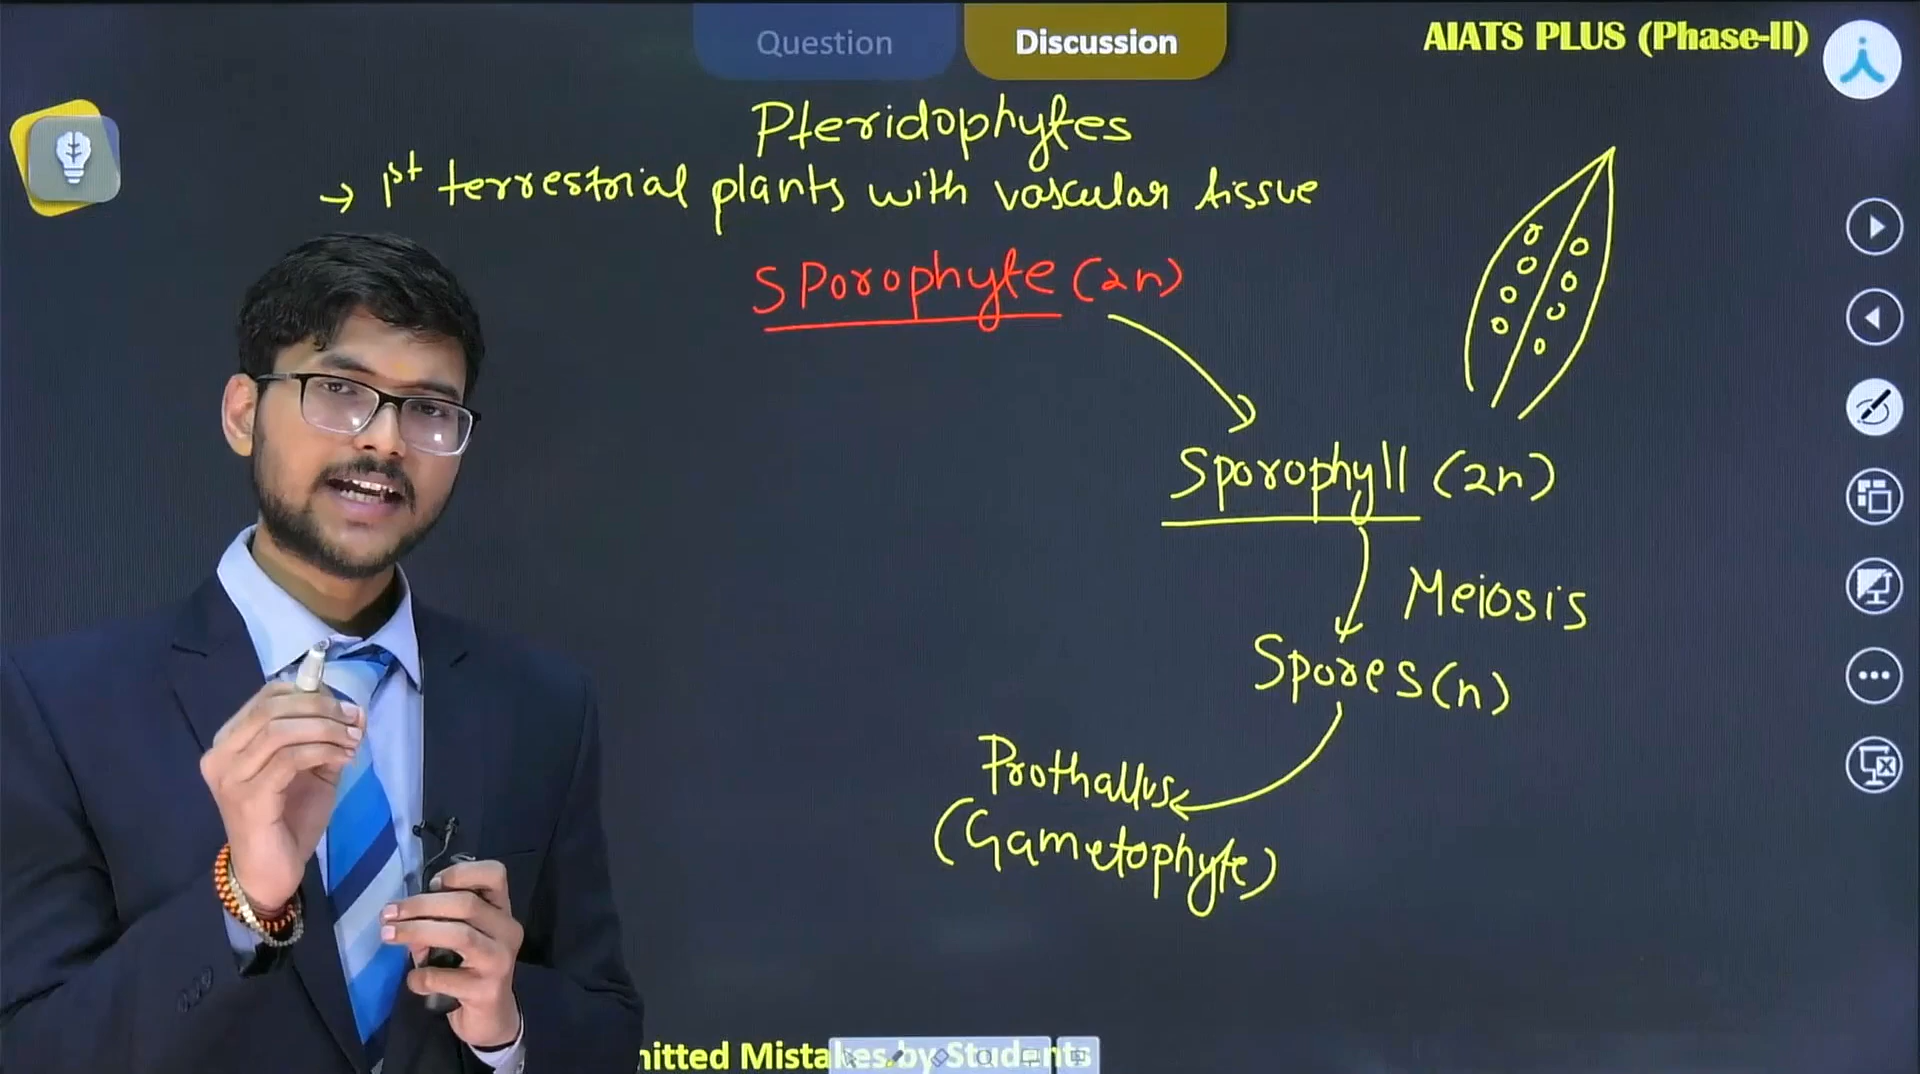 Question
Discussion
AIATS PLUS (Phase-II)
Pteridophytes
→ 1st terrestrial plants with vascular tissue
Sporophyte (2n)
Sporophyll (2n)
Meiosis
Spores (n)
Prothallus
(Gametophyte)
nitted Mistakes by Students